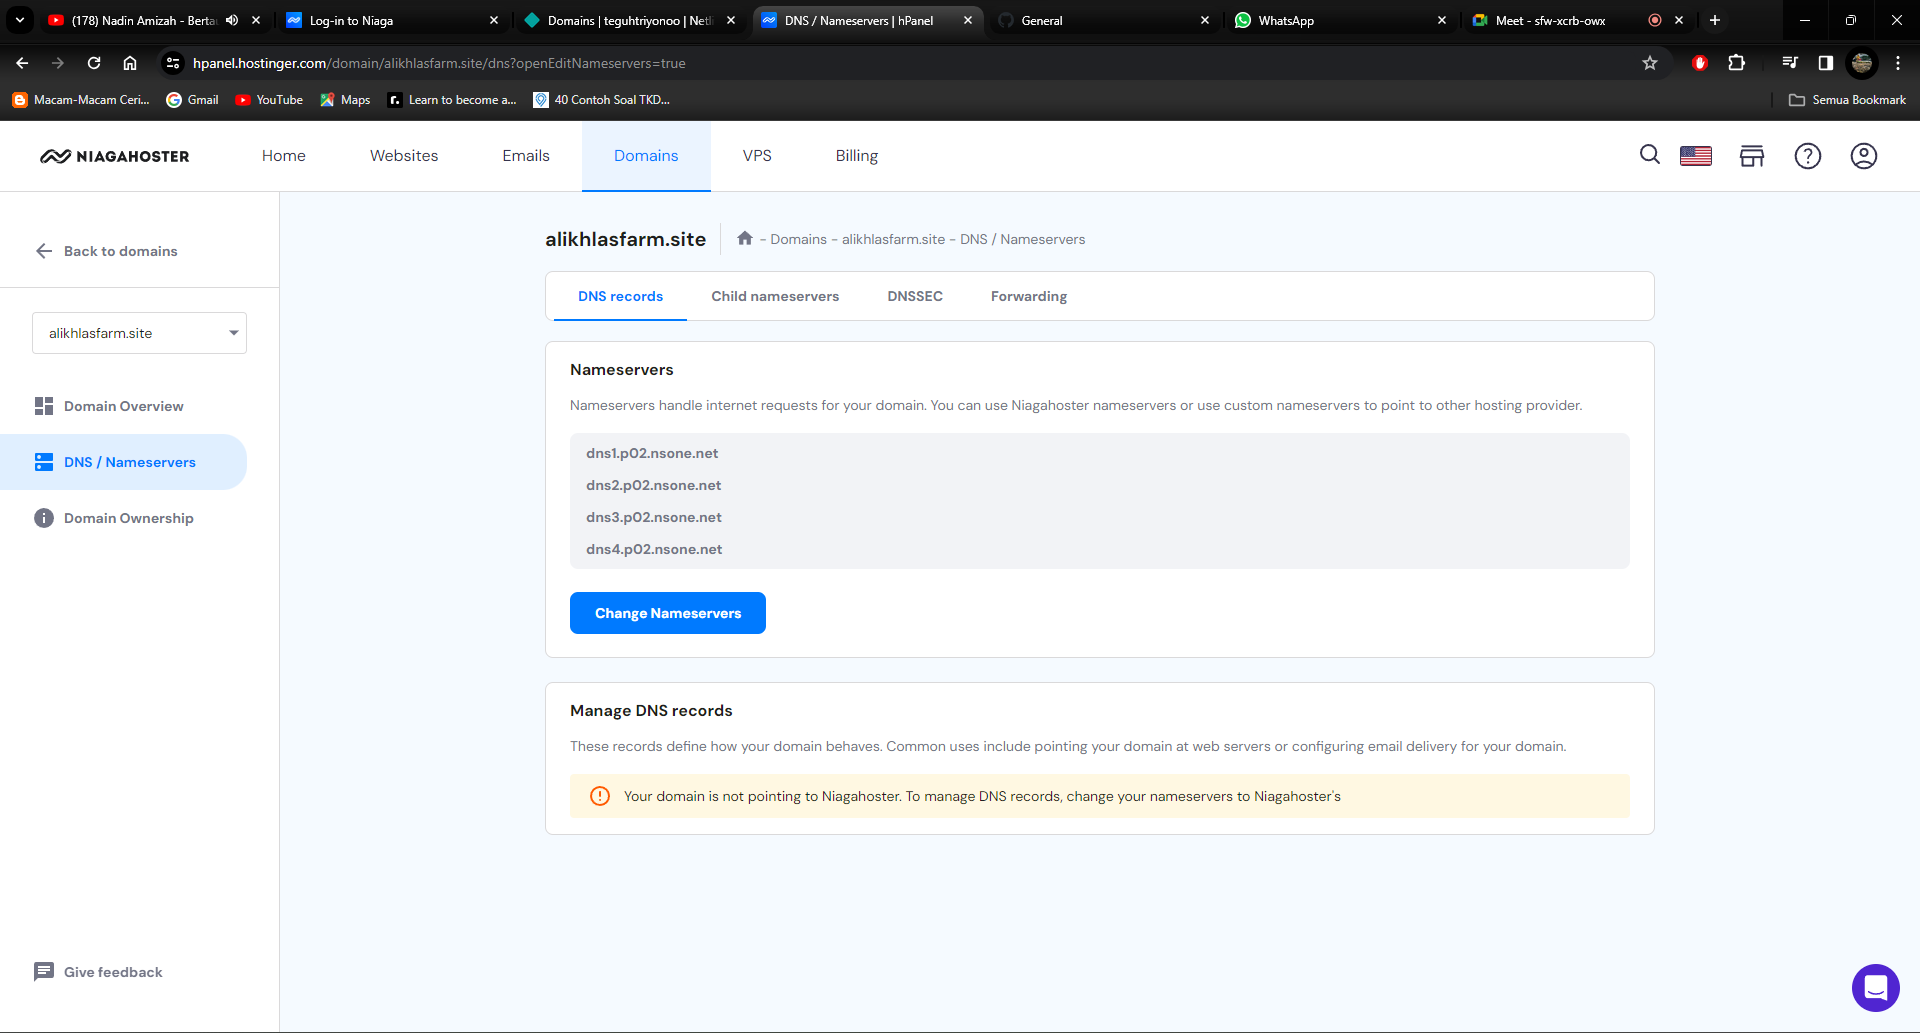 (178) Nadin Amizah - Berta
Log-in to Niaga
Domains | teguhtriyonoo | Netli
DNS / Nameservers | hPanel
General
WhatsApp
Meet - sfw-xcrb-owx
hpanel.hostinger.com/domain/alikhlasfarm.site/dns?openEditNameservers=true
Macam-Macam Ceri...
Gmail
YouTube
Maps
r.
Learn to become a...
40 Contoh Soal TKD...
Semua Bookmark
NIAGAHOSTER
Home
Websites
Emails
Domains
VPS
Billing
Back to domains
alikhlasfarm.site
Domain Overview
DNS / Nameservers
Domain Ownership
Give feedback
alikhlasfarm.site
- Domains - alikhlasfarm.site - DNS / Nameservers
DNS records
Child nameservers
DNSSEC
Forwarding
Nameservers
Nameservers handle internet requests for your domain. You can use Niagahoster nameservers or use custom nameservers to point to other hosting provider.
dns1.p02.nsone.net
dns2.p02.nsone.net
dns3.p02.nsone.net
dns4.p02.nsone.net
Change Nameservers
Manage DNS records
These records define how your domain behaves. Common uses include pointing your domain at web servers or configuring email delivery for your domain.
Your domain is not pointing to Niagahoster. To manage DNS records, change your nameservers to Niagahoster's